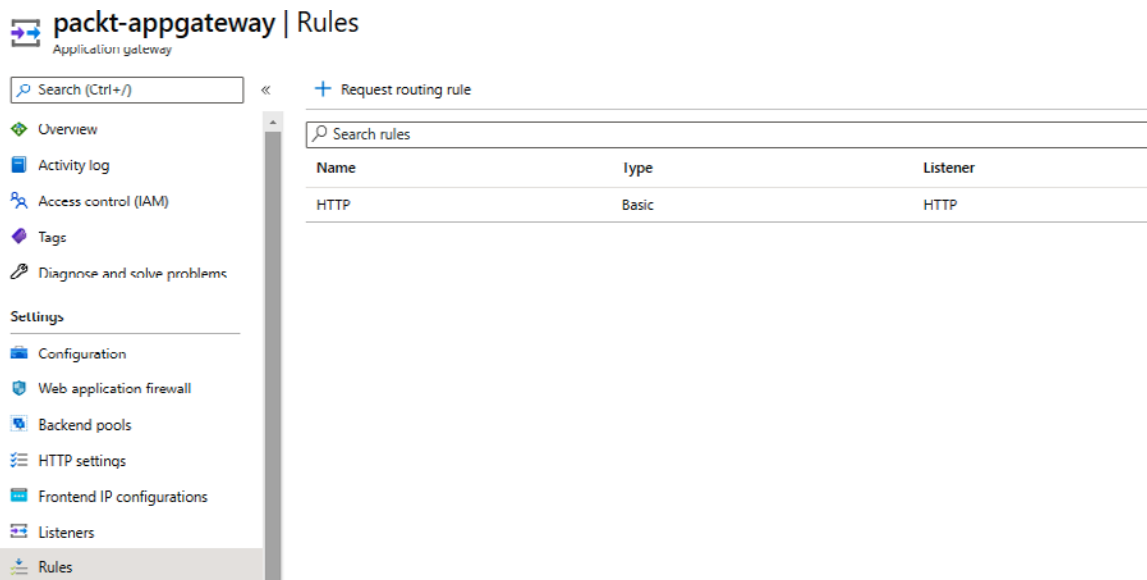 packt-appgateway | Rules
Application gateway
Search (Ctrl+/)
«
Overview
Activity log
Access control (IAM)
Tags
Diagnose and solve problems
Settings
Configuration
Web application firewall
Backend pools
HTTP settings
Frontend IP configurations
Listeners
Rules
+ Request routing rule
Search rules
Name Type Listener
HTTP Basic HTTP